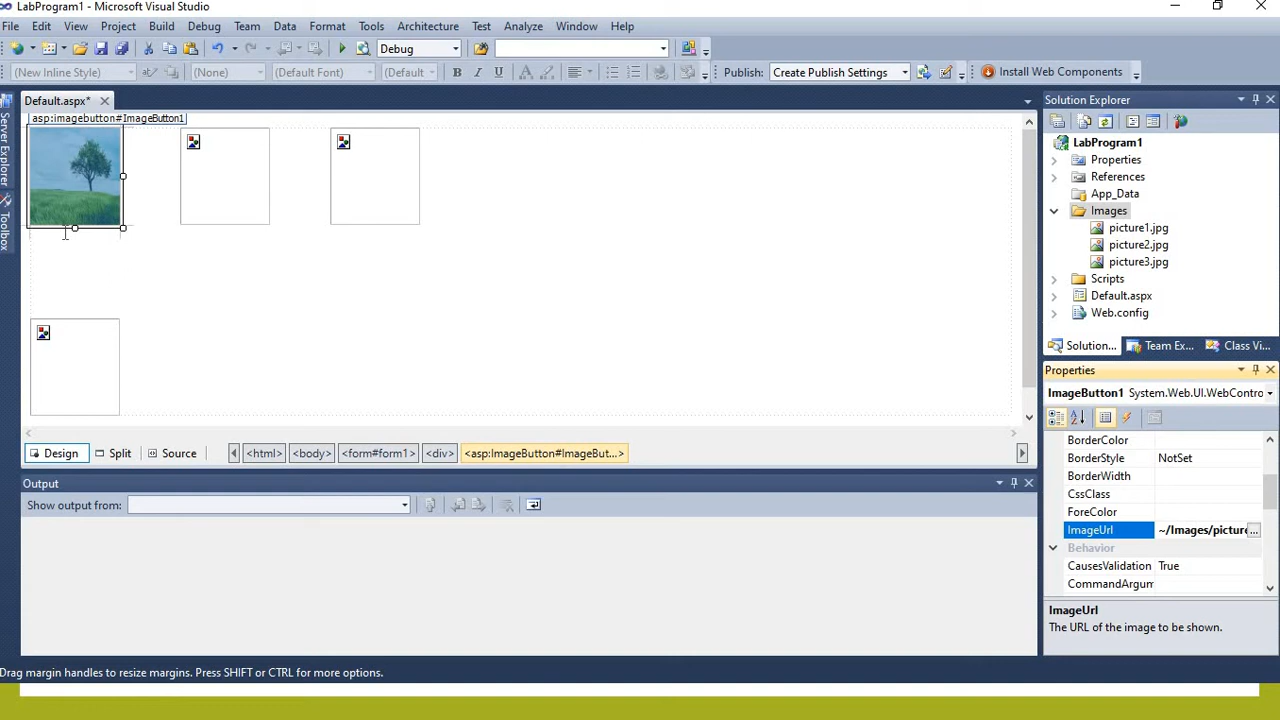 LabProgram1 - Microsoft Visual Studio
File Edit View Project Build Debug Team Data Format Tools Architecture Test Analyze Window Help
Debug
(New Inline Style) (None) (Default Font) (Default B I U A Publish: Create Publish Settings Install Web Components
Default.aspx*
asp:imagebutton#ImageButton1
Server Explorer
Toolbox
Design Split Source <html> <body> <form#form1> <div> <asp:ImageButton#ImageBut...>
Output
Show output from:
Solution Explorer
LabProgram1
Properties
References
App_Data
Images
picture1.jpg
picture2.jpg
picture3.jpg
Scripts
Default.aspx
Web.config
Solution... Team Ex... Class Vi...
Properties
ImageButton1 System.Web.UI.WebContro
BorderColor
BorderStyle NotSet
BorderWidth
CssClass
ForeColor
ImageUrl ~/Images/picture ...
Behavior
CausesValidation True
CommandArgum
ImageUrl
The URL of the image to be shown.
Drag margin handles to resize margins. Press SHIFT or CTRL for more options.